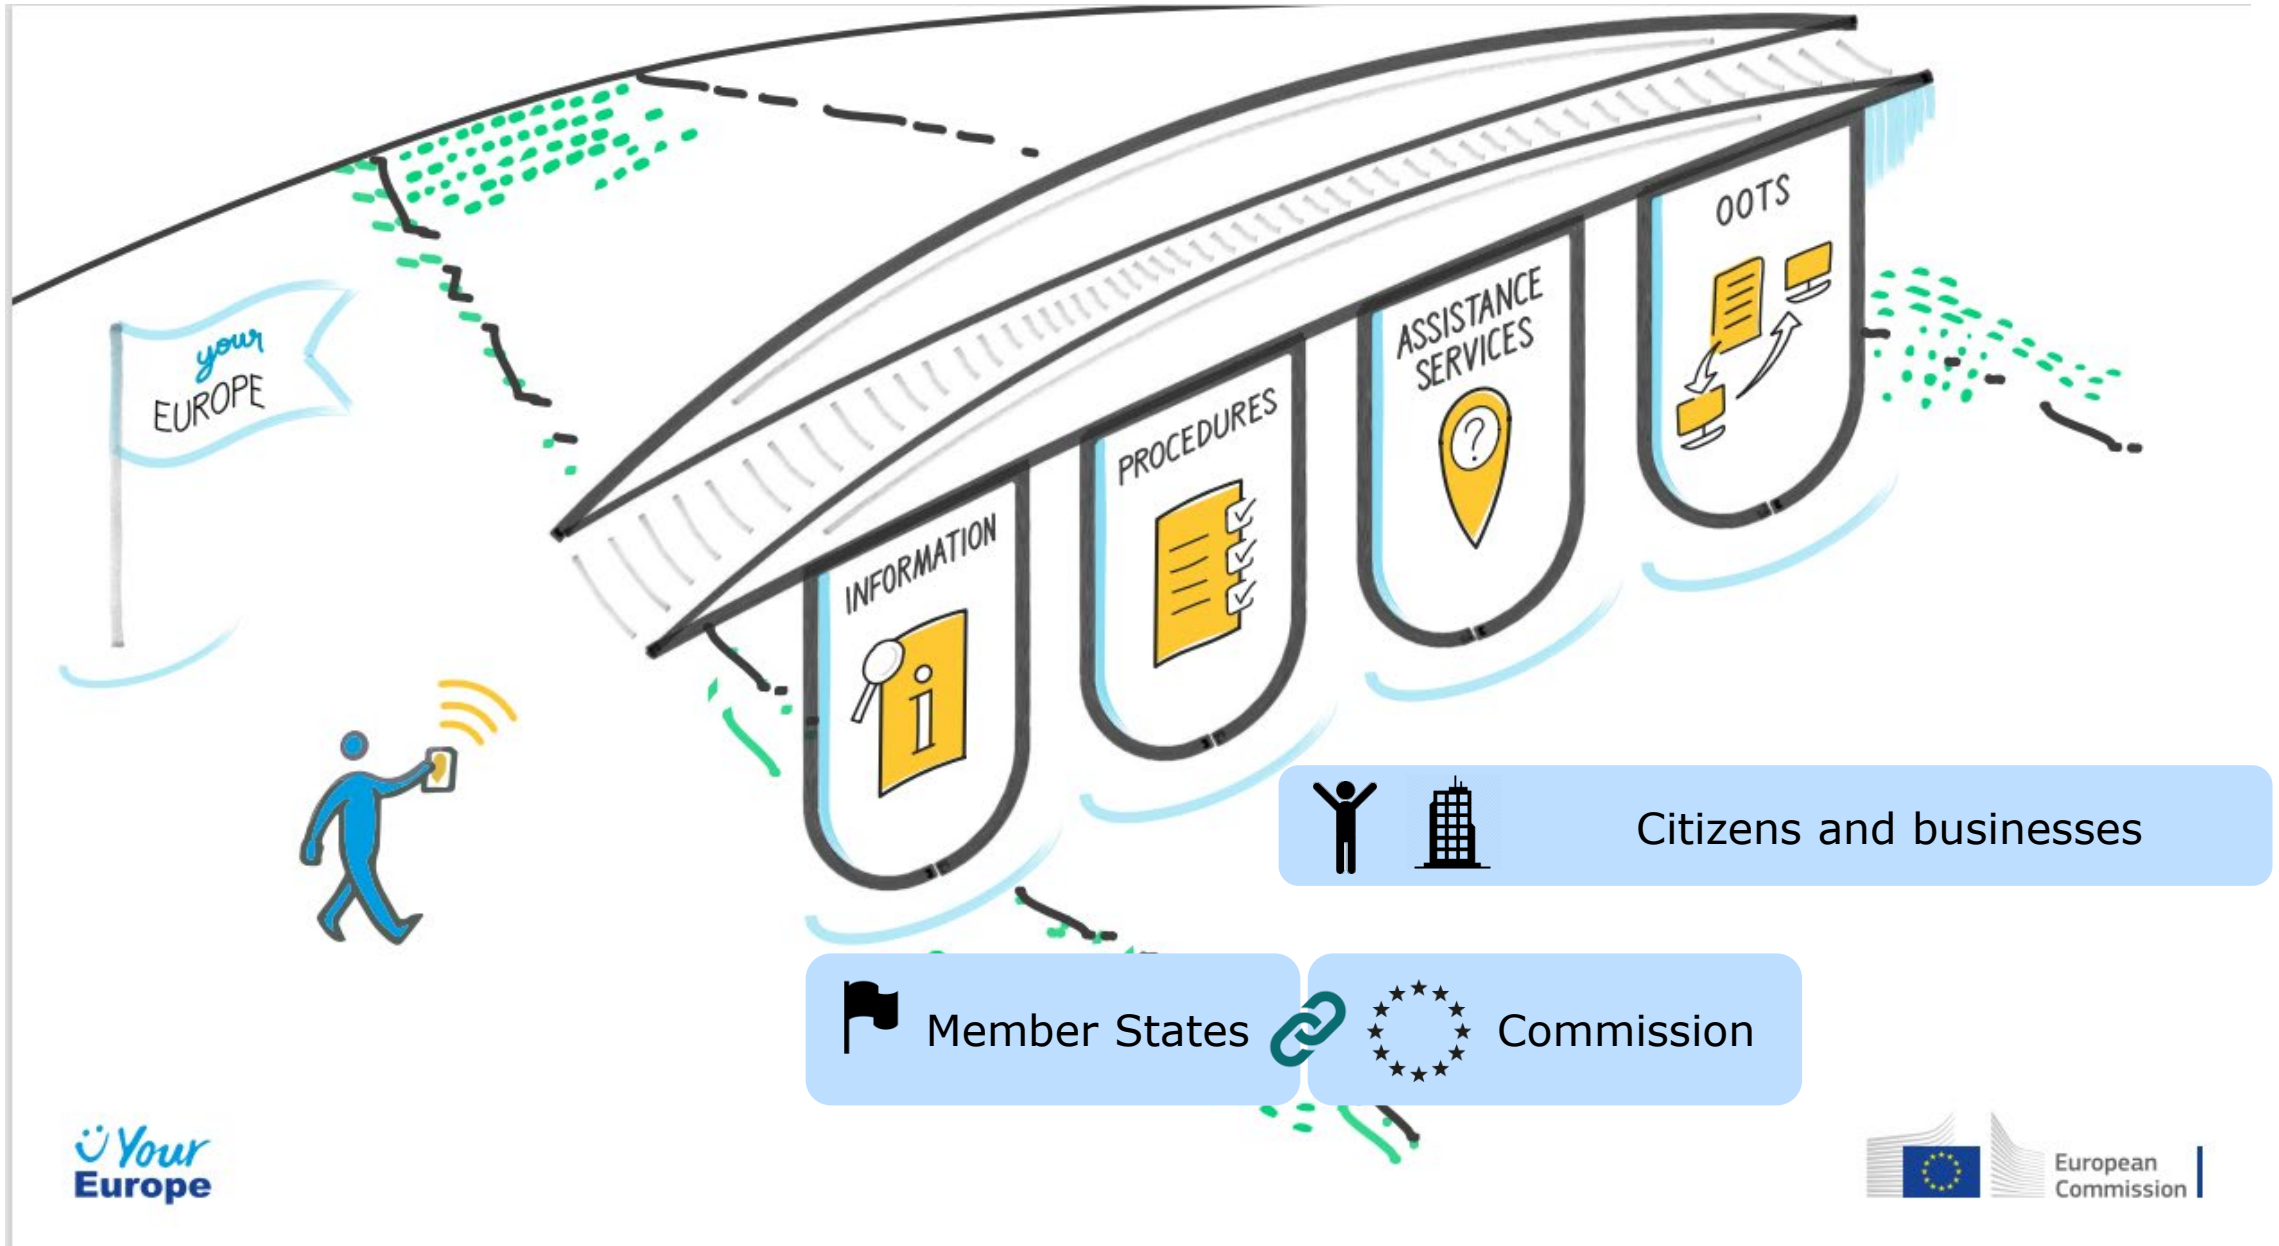 your
EUROPE
INFORMATION
PROCEDURES
ASSISTANCE
SERVICES
OOTS
Citizens and businesses
Member States
Commission
Your
Europe
European
Commission